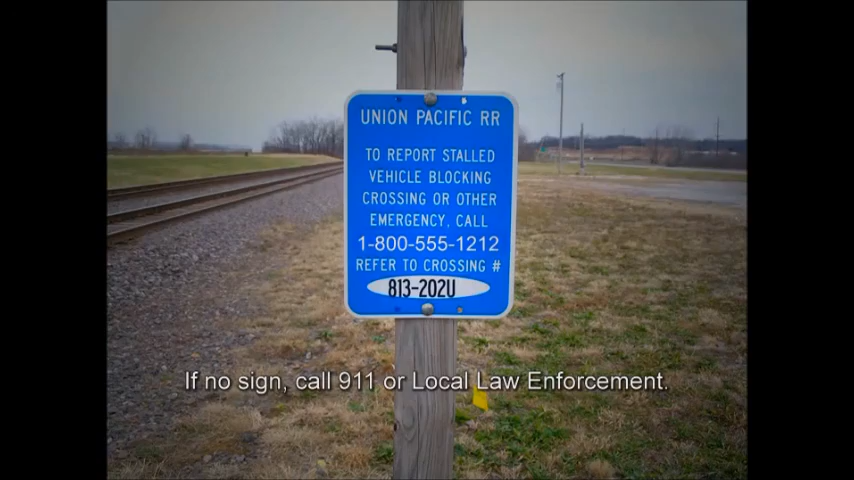 UNION PACIFIC RR
TO REPORT STALLED
VEHICLE BLOCKING
CROSSING OR OTHER
EMERGENCY, CALL
1-800-555-1212
REFER TO CROSSING #
813-202U
If no sign, call 911 or Local Law Enforcement.